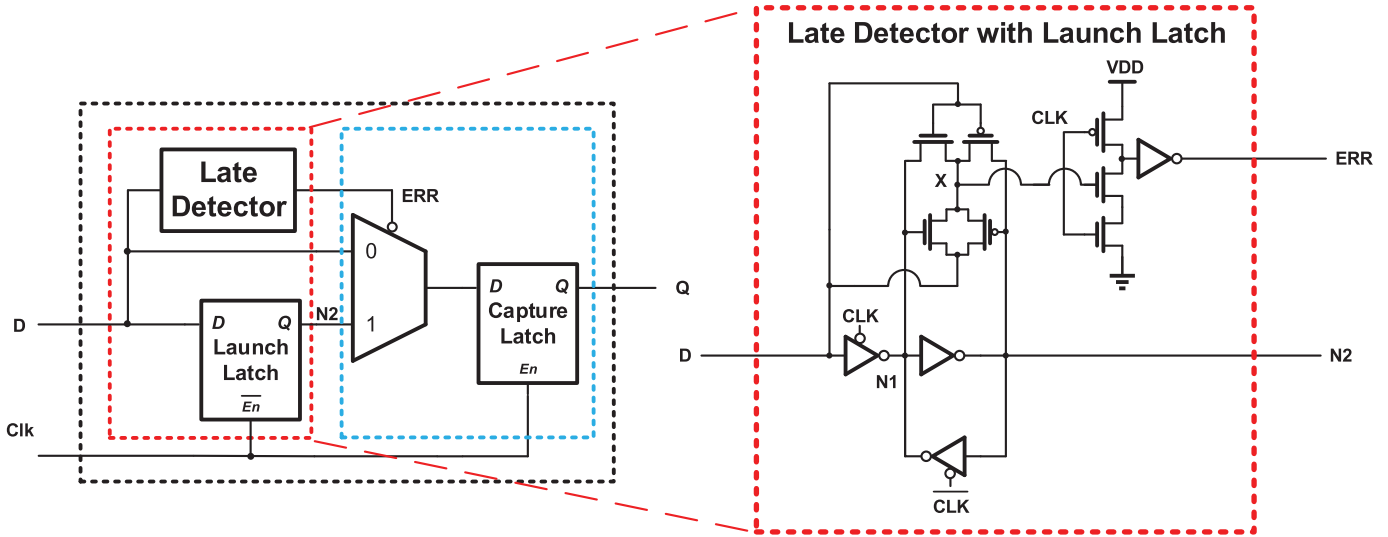 Late Detector with Launch Latch
VDD
CLK
ERR
X
Late
Detector
ERR
0
D
Q
Capture
Latch
En
Q
D
D
Q
Launch
Latch
En
N2
1
Clk
CLK
D
N1
N2
CLK